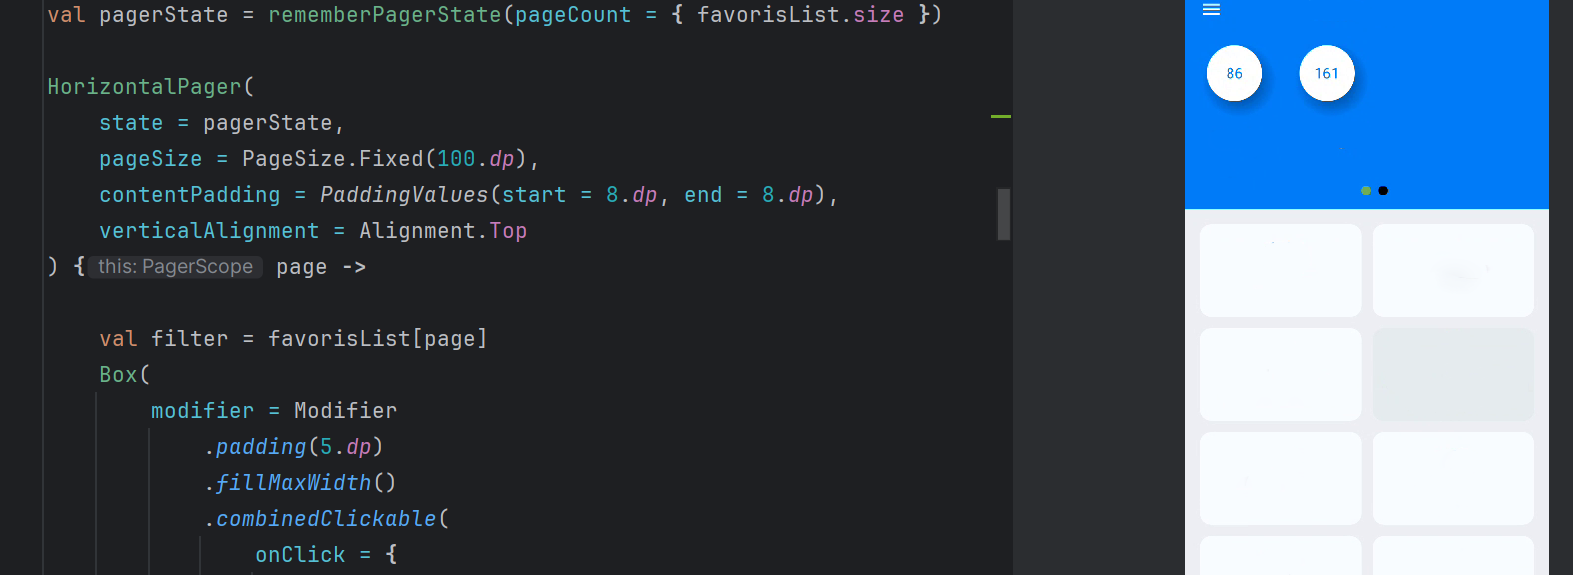 val pagerState = rememberPagerState(pageCount = { favorisList.size })
HorizontalPager(
state = pagerState,
pageSize = PageSize.Fixed(100.dp),
contentPadding = PaddingValues(start = 8.dp, end = 8.dp),
verticalAlignment = Alignment.Top
) { this: PagerScope page ->
val filter = favorisList[page]
Box(
modifier = Modifier
.padding(5.dp)
.fillMaxWidth()
.combinedClickable(
onClick = {
86
161